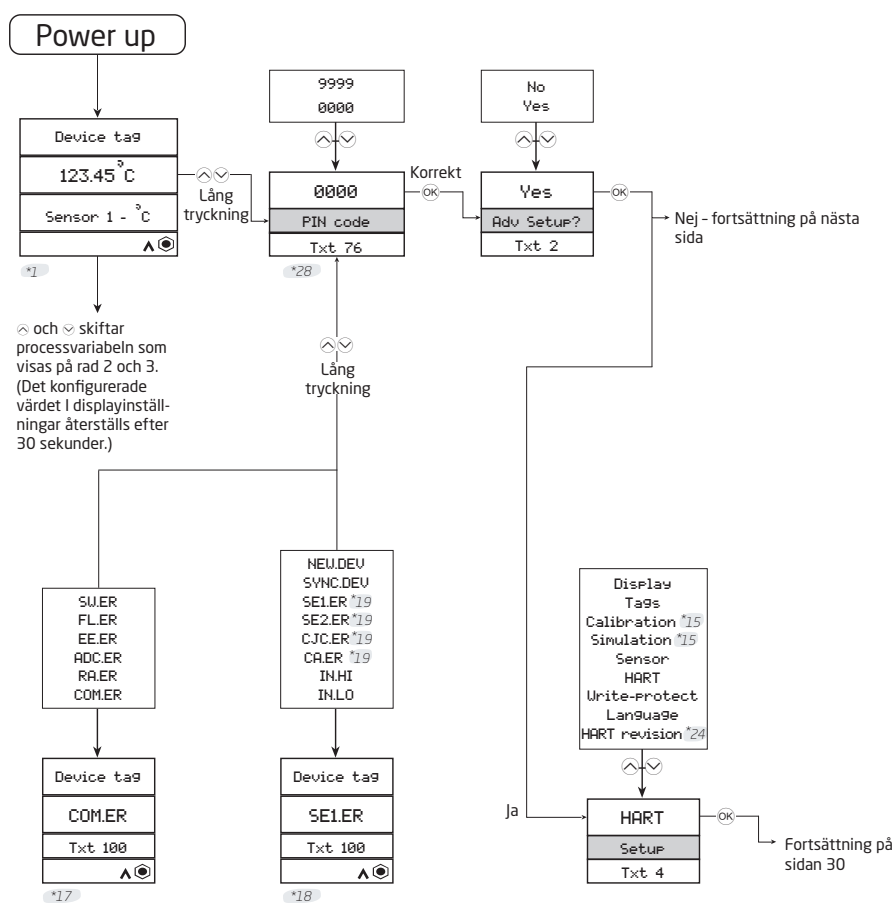 Power up
Device tag
123.45 °C
Sensor 1 - °C
*1
Lång
tryckning
9999
0000
0000
PIN code
Txt 76
*28
Korrekt
OK
No
Yes
Yes
Adv Setup?
Txt 2
OK
Nej – fortsättning på nästa
sida
och skiftar
processvariabeln som
visas på rad 2 och 3.
(Det konfigurerade
värdet I displayinställ-
ningar återställs efter
30 sekunder.)
Lång
tryckning
SW.ER
FL.ER
EE.ER
ADC.ER
RA.ER
COM.ER
Device tag
COM.ER
Txt 100
*17
NEW.DEV
SYNC.DEV
SE1.ER *19
SE2.ER *19
CJC.ER *19
CA.ER *19
IN.HI
IN.LO
Device tag
SE1.ER
Txt 100
*18
Display
Tags
Calibration *15
Simulation *15
Sensor
HART
Write-protect
Language
HART revision *24
Ja
HART
Setup
Txt 4
OK
Fortsättning på
sidan 30